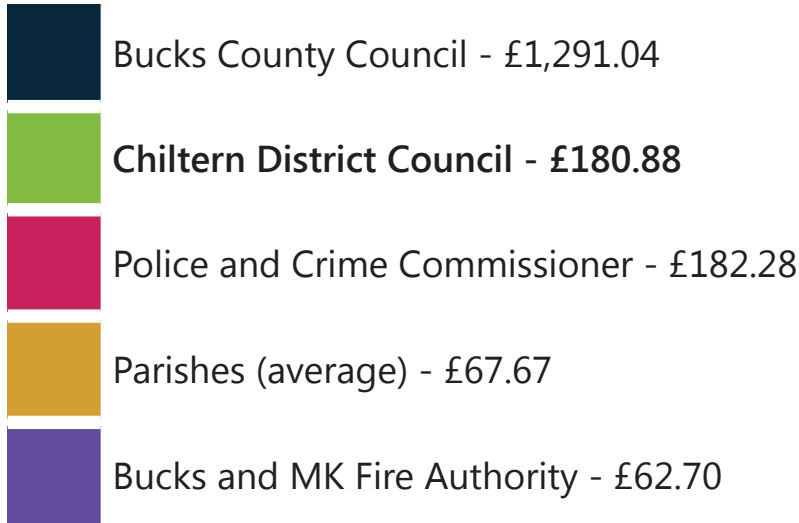 Bucks County Council - £1,291.04
Chiltern District Council - £180.88
Police and Crime Commissioner - £182.28
Parishes (average) - £67.67
Bucks and MK Fire Authority - £62.70